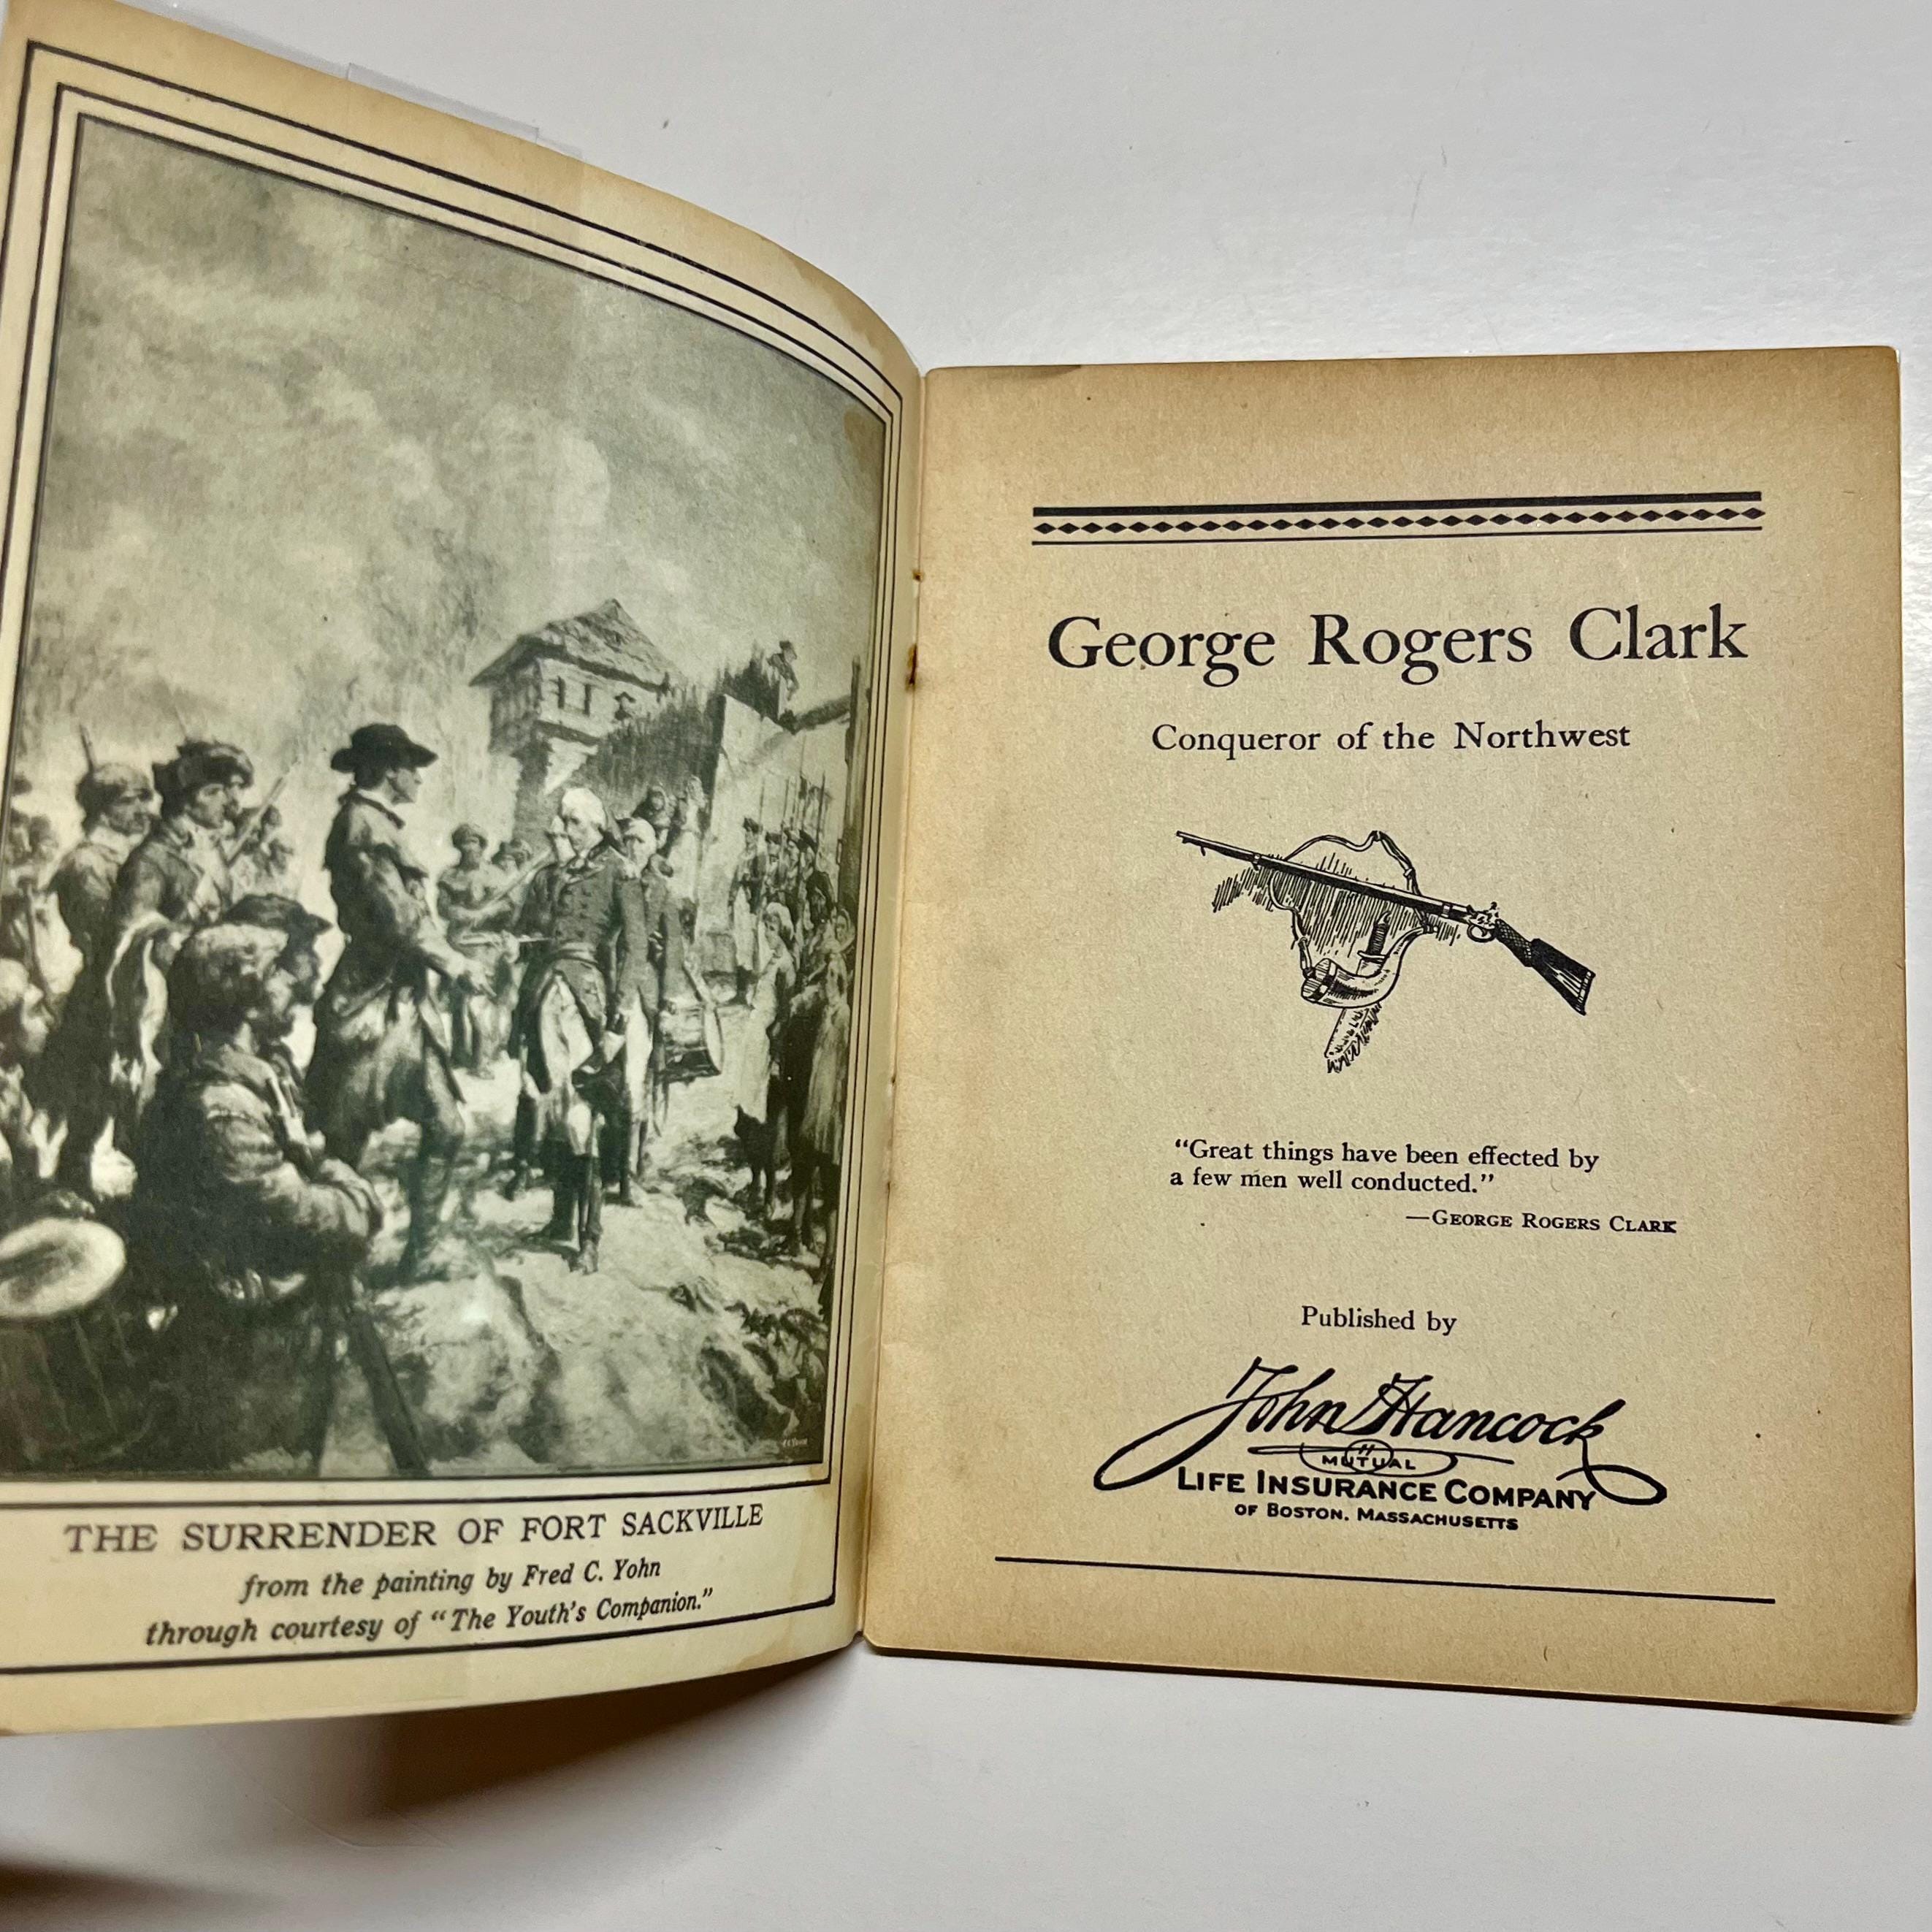 THE SURRENDER OF FORT SACKVILLE
from the painting by Fred C. Yohn
through courtesy of "The Youth's Companion."
George Rogers Clark
Conqueror of the Northwest
"Great things have been effected by
a few men well conducted."
—GEORGE ROGERS CLARK
Published by
John Hancock
MUTUAL
LIFE INSURANCE COMPANY
OF BOSTON, MASSACHUSETTS